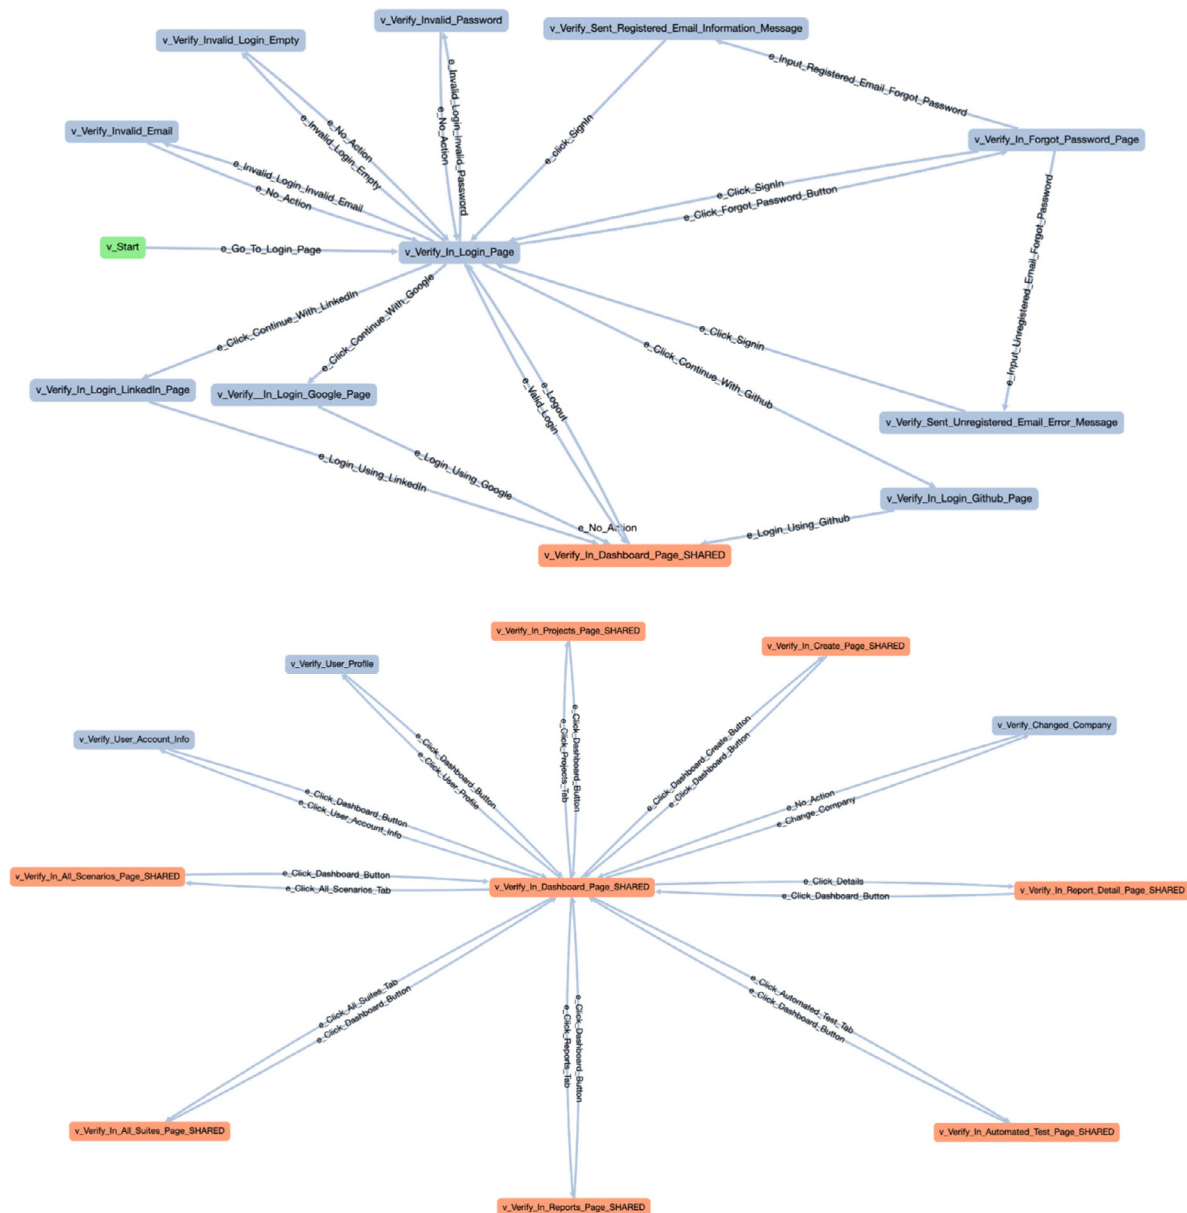 v_Verify_Invalid_Password
v_Verify_Sent_Registered_Email_Information_Message
v_Verify_Invalid_Login_Empty
e_Input_Registered_Email_Forgot_Password
e_Invalid_Login_Invalid_Password
e_No_Action
e_No_Action
e_Invalid_Login_Empty
e_click_SignIn
v_Verify_Invalid_Email
v_Verify_In_Forgot_Password_Page
e_Invalid_Login_Invalid_Email
e_No_Action
e_Click_SignIn
e_Click_Forgot_Password_Button
v_Start
e_Go_To_Login_Page
v_Verify_In_Login_Page
e_Input_Unregistered_Email_Forgot_Password
e_Click_Continue_With_LinkedIn
e_Click_Continue_With_Google
e_Click_Signin
e_Click_Continue_With_Github
v_Verify_In_Login_LinkedIn_Page
v_Verify__In_Login_Google_Page
e_Logout
e_Valid_Login
v_Verify_Sent_Unregistered_Email_Error_Message
e_Login_Using_LinkedIn
e_Login_Using_Google
v_Verify_In_Login_Github_Page
e_No_Action
e_Login_Using_Github
v_Verify_In_Dashboard_Page_SHARED
v_Verify_In_Projects_Page_SHARED
v_Verify_In_Create_Page_SHARED
v_Verify_User_Profile
v_Verify_Changed_Company
v_Verify_User_Account_Info
e_Click_Dashboard_Button
e_Click_User_Profile
e_Click_Projects_Tab
e_Click_Dashboard_Button
e_Click_Dashboard_Create_Button
e_Click_Dashboard_Button
e_Click_Dashboard_Button
e_Click_User_Account_Info
e_No_Action
e_Change_Company
v_Verify_In_All_Scenarios_Page_SHARED
e_Click_Dashboard_Button
e_Click_All_Scenarios_Tab
v_Verify_In_Dashboard_Page_SHARED
e_Click_Details
e_Click_Dashboard_Button
v_Verify_In_Report_Detail_Page_SHARED
e_Click_All_Suites_Tab
e_Click_Dashboard_Button
e_Click_Reports_Tab
e_Click_Dashboard_Button
e_Click_Automated_Test_Tab
e_Click_Dashboard_Button
v_Verify_In_All_Suites_Page_SHARED
v_Verify_In_Automated_Test_Page_SHARED
v_Verify_In_Reports_Page_SHARED